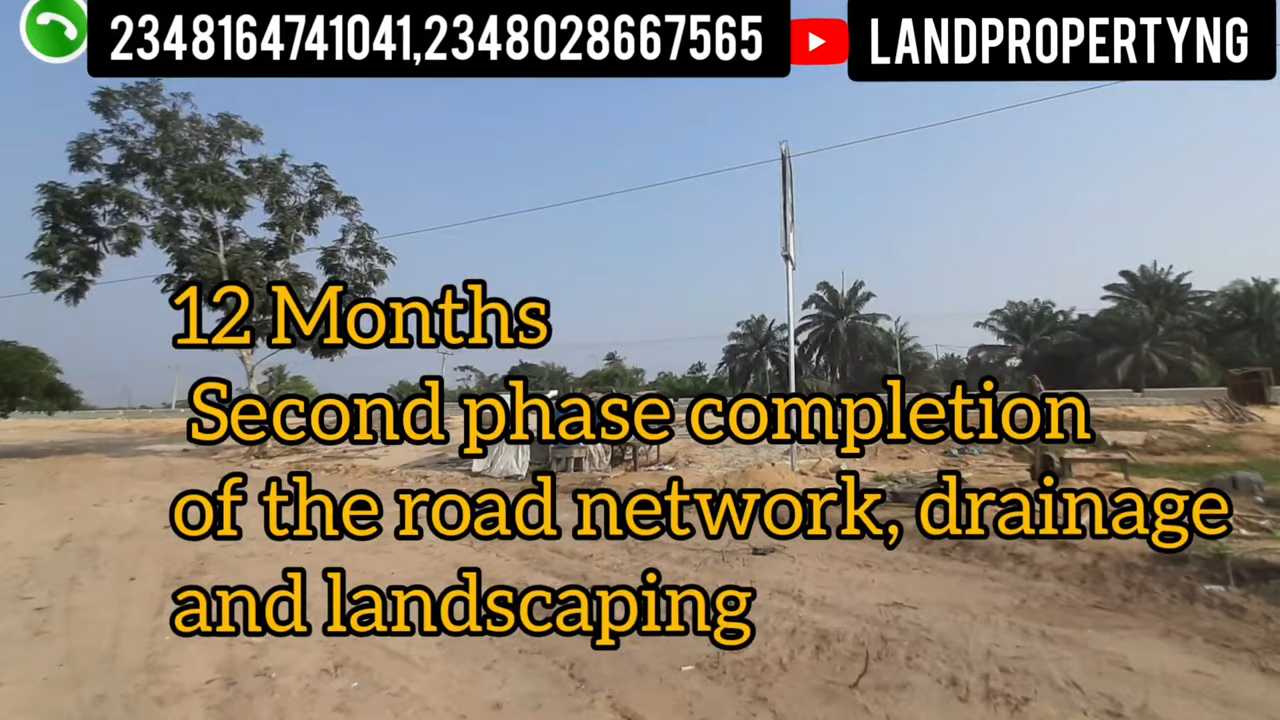 2348164741041,2348028667565
LANDPROPERTYNG
12 Months
Second phase completion
of the road network, drainage
and landscaping